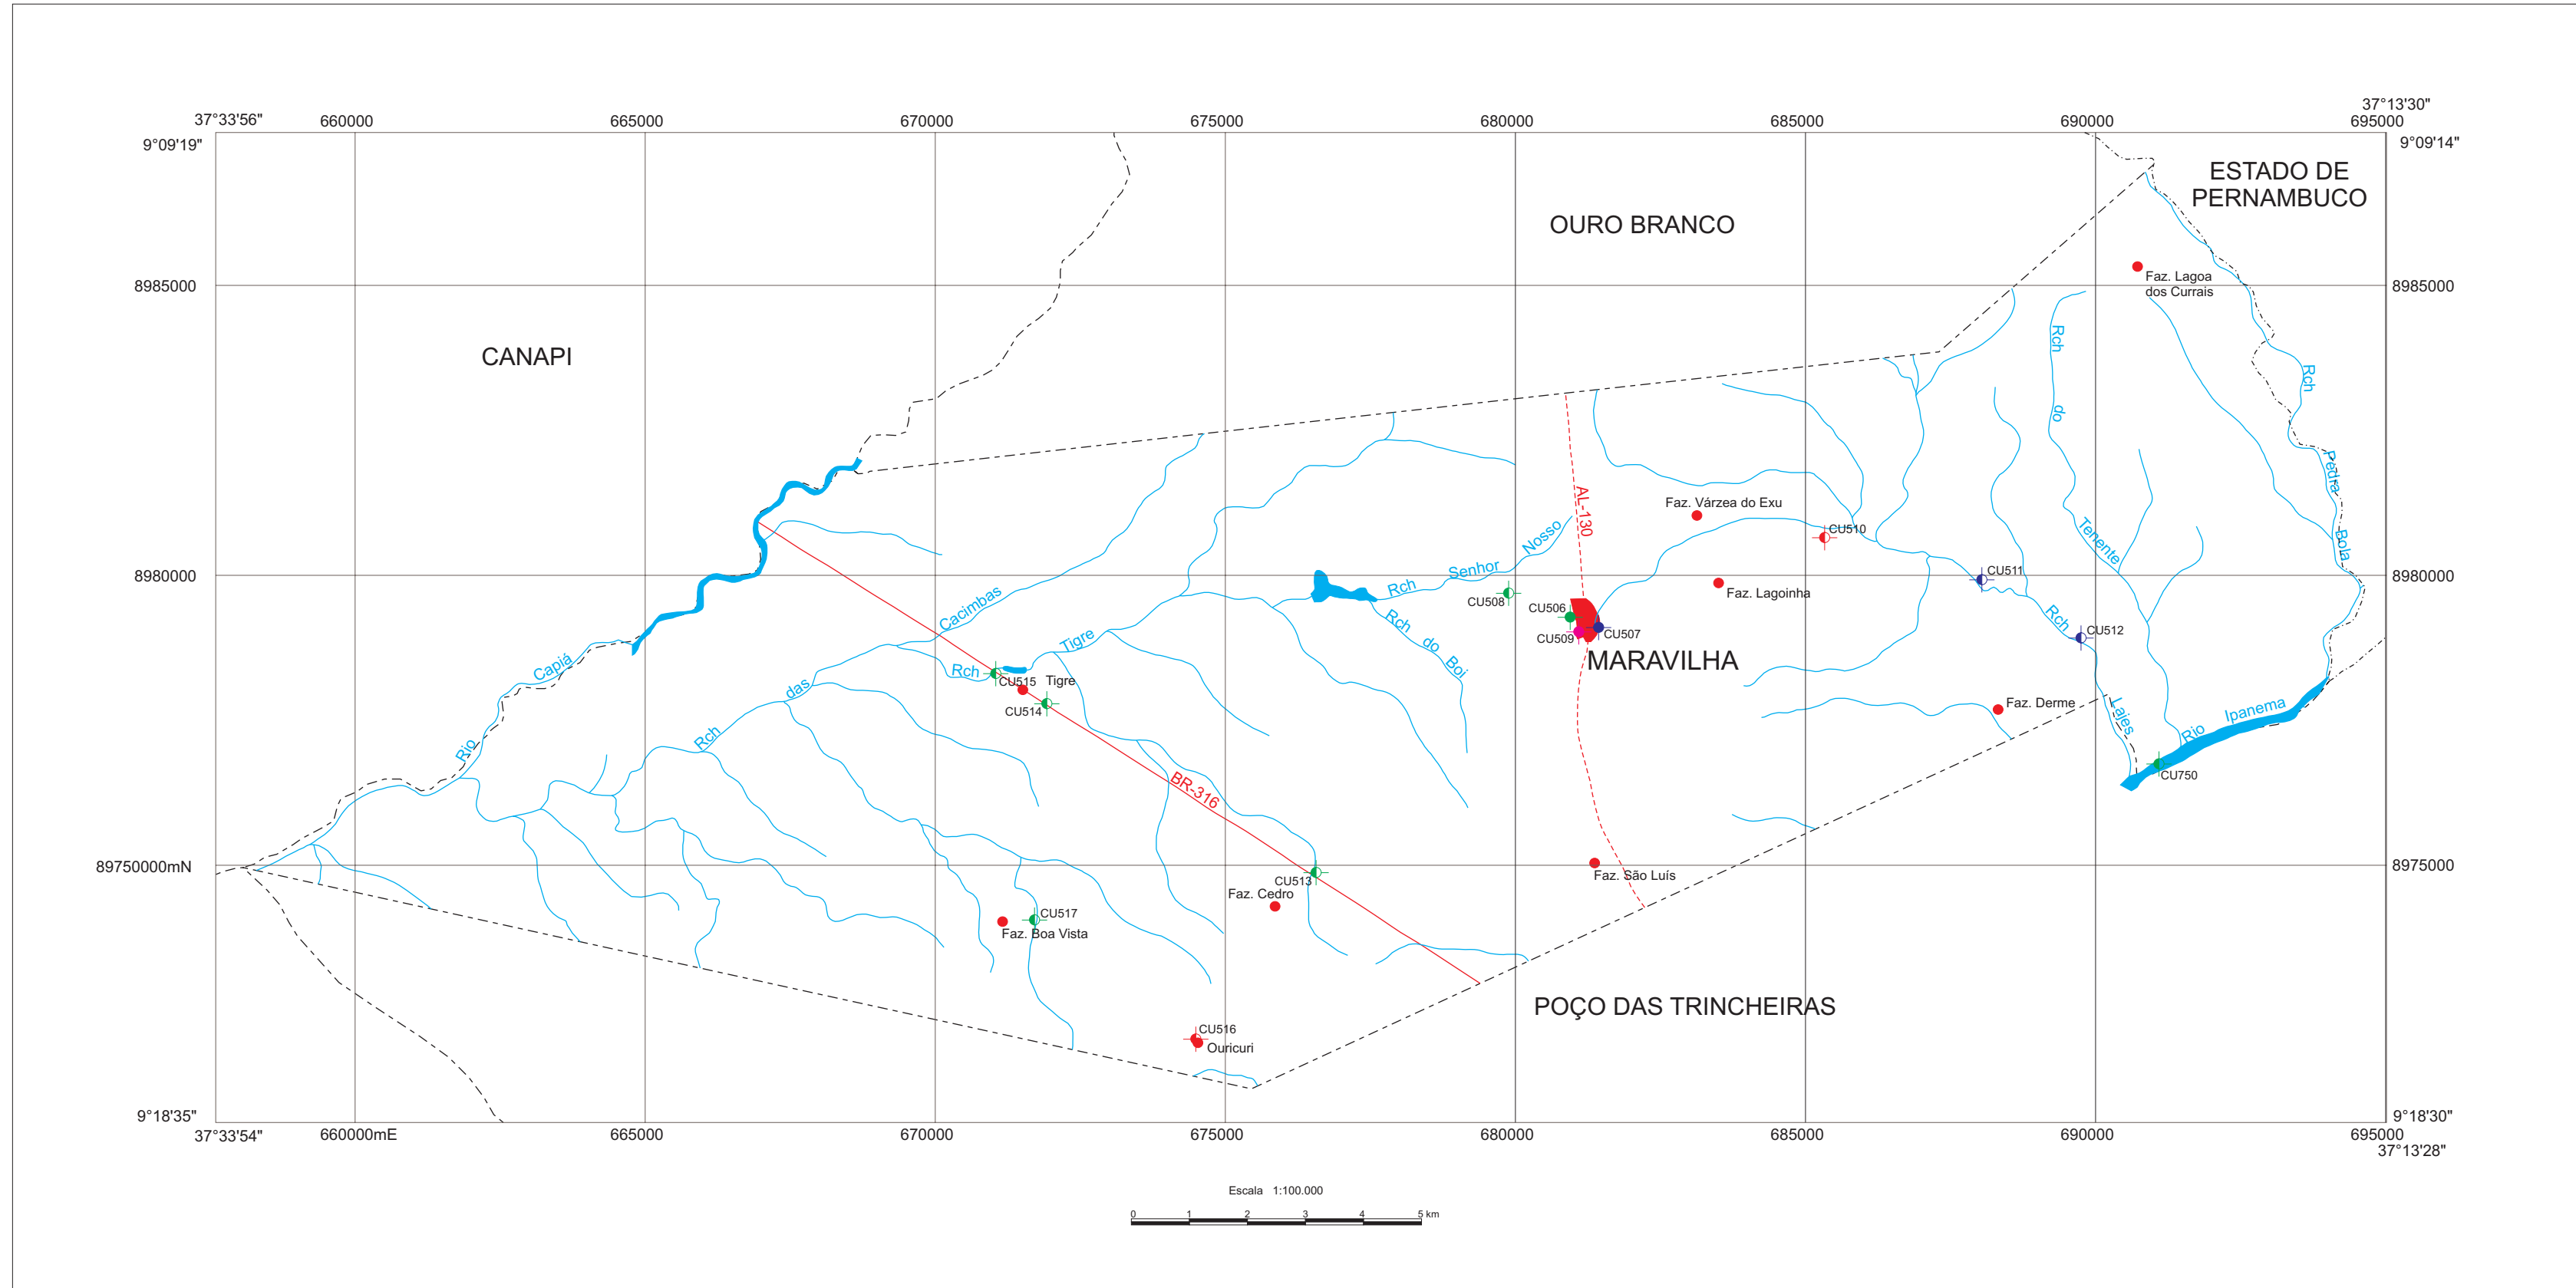 37°33'56"
660000
665000
670000
675000
680000
685000
690000
37°13'30"
695000
9°09'19"
9°09'14"
ESTADO DE
PERNAMBUCO
OURO BRANCO
Faz. Lagoa
dos Currais
8985000
8985000
CANAPI
Rch
do
Tenente
Rch
Pedra
Bola
AL-130
Faz. Várzea do Exu
CU510
Nosso
Senhor
Rch
8980000
8980000
CU511
Faz. Lagoinha
CU508
CU506
CU509
CU507
MARAVILHA
Rch
Lajes
CU512
Cacimbas
das
Rch
Tigre
Rch
Rch
do
Boi
Capiá
Rio
CU515
Tigre
CU514
Faz. Derme
Ipanema
Rio
CU750
BR-316
89750000mN
8975000
CU513
Faz. Cedro
Faz. São Luís
CU517
Faz. Boa Vista
POÇO DAS TRINCHEIRAS
CU516
Ouricuri
9°18'35"
9°18'30"
37°33'54"
660000mE
665000
670000
675000
680000
685000
690000
695000
37°13'28"
Escala 1:100.000
0 1 2 3 4 5 km